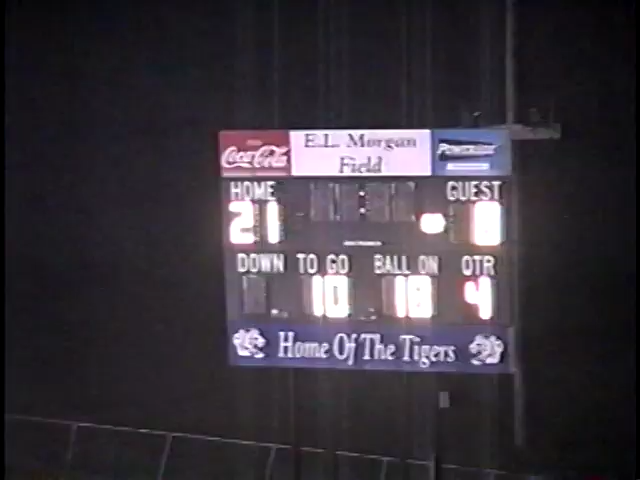 Coca-Cola
E.L. Morgan
Field
POWERADE
HOME
GUEST
21
DOWN TO GO BALL ON QTR
10 18 4
Home Of The Tigers